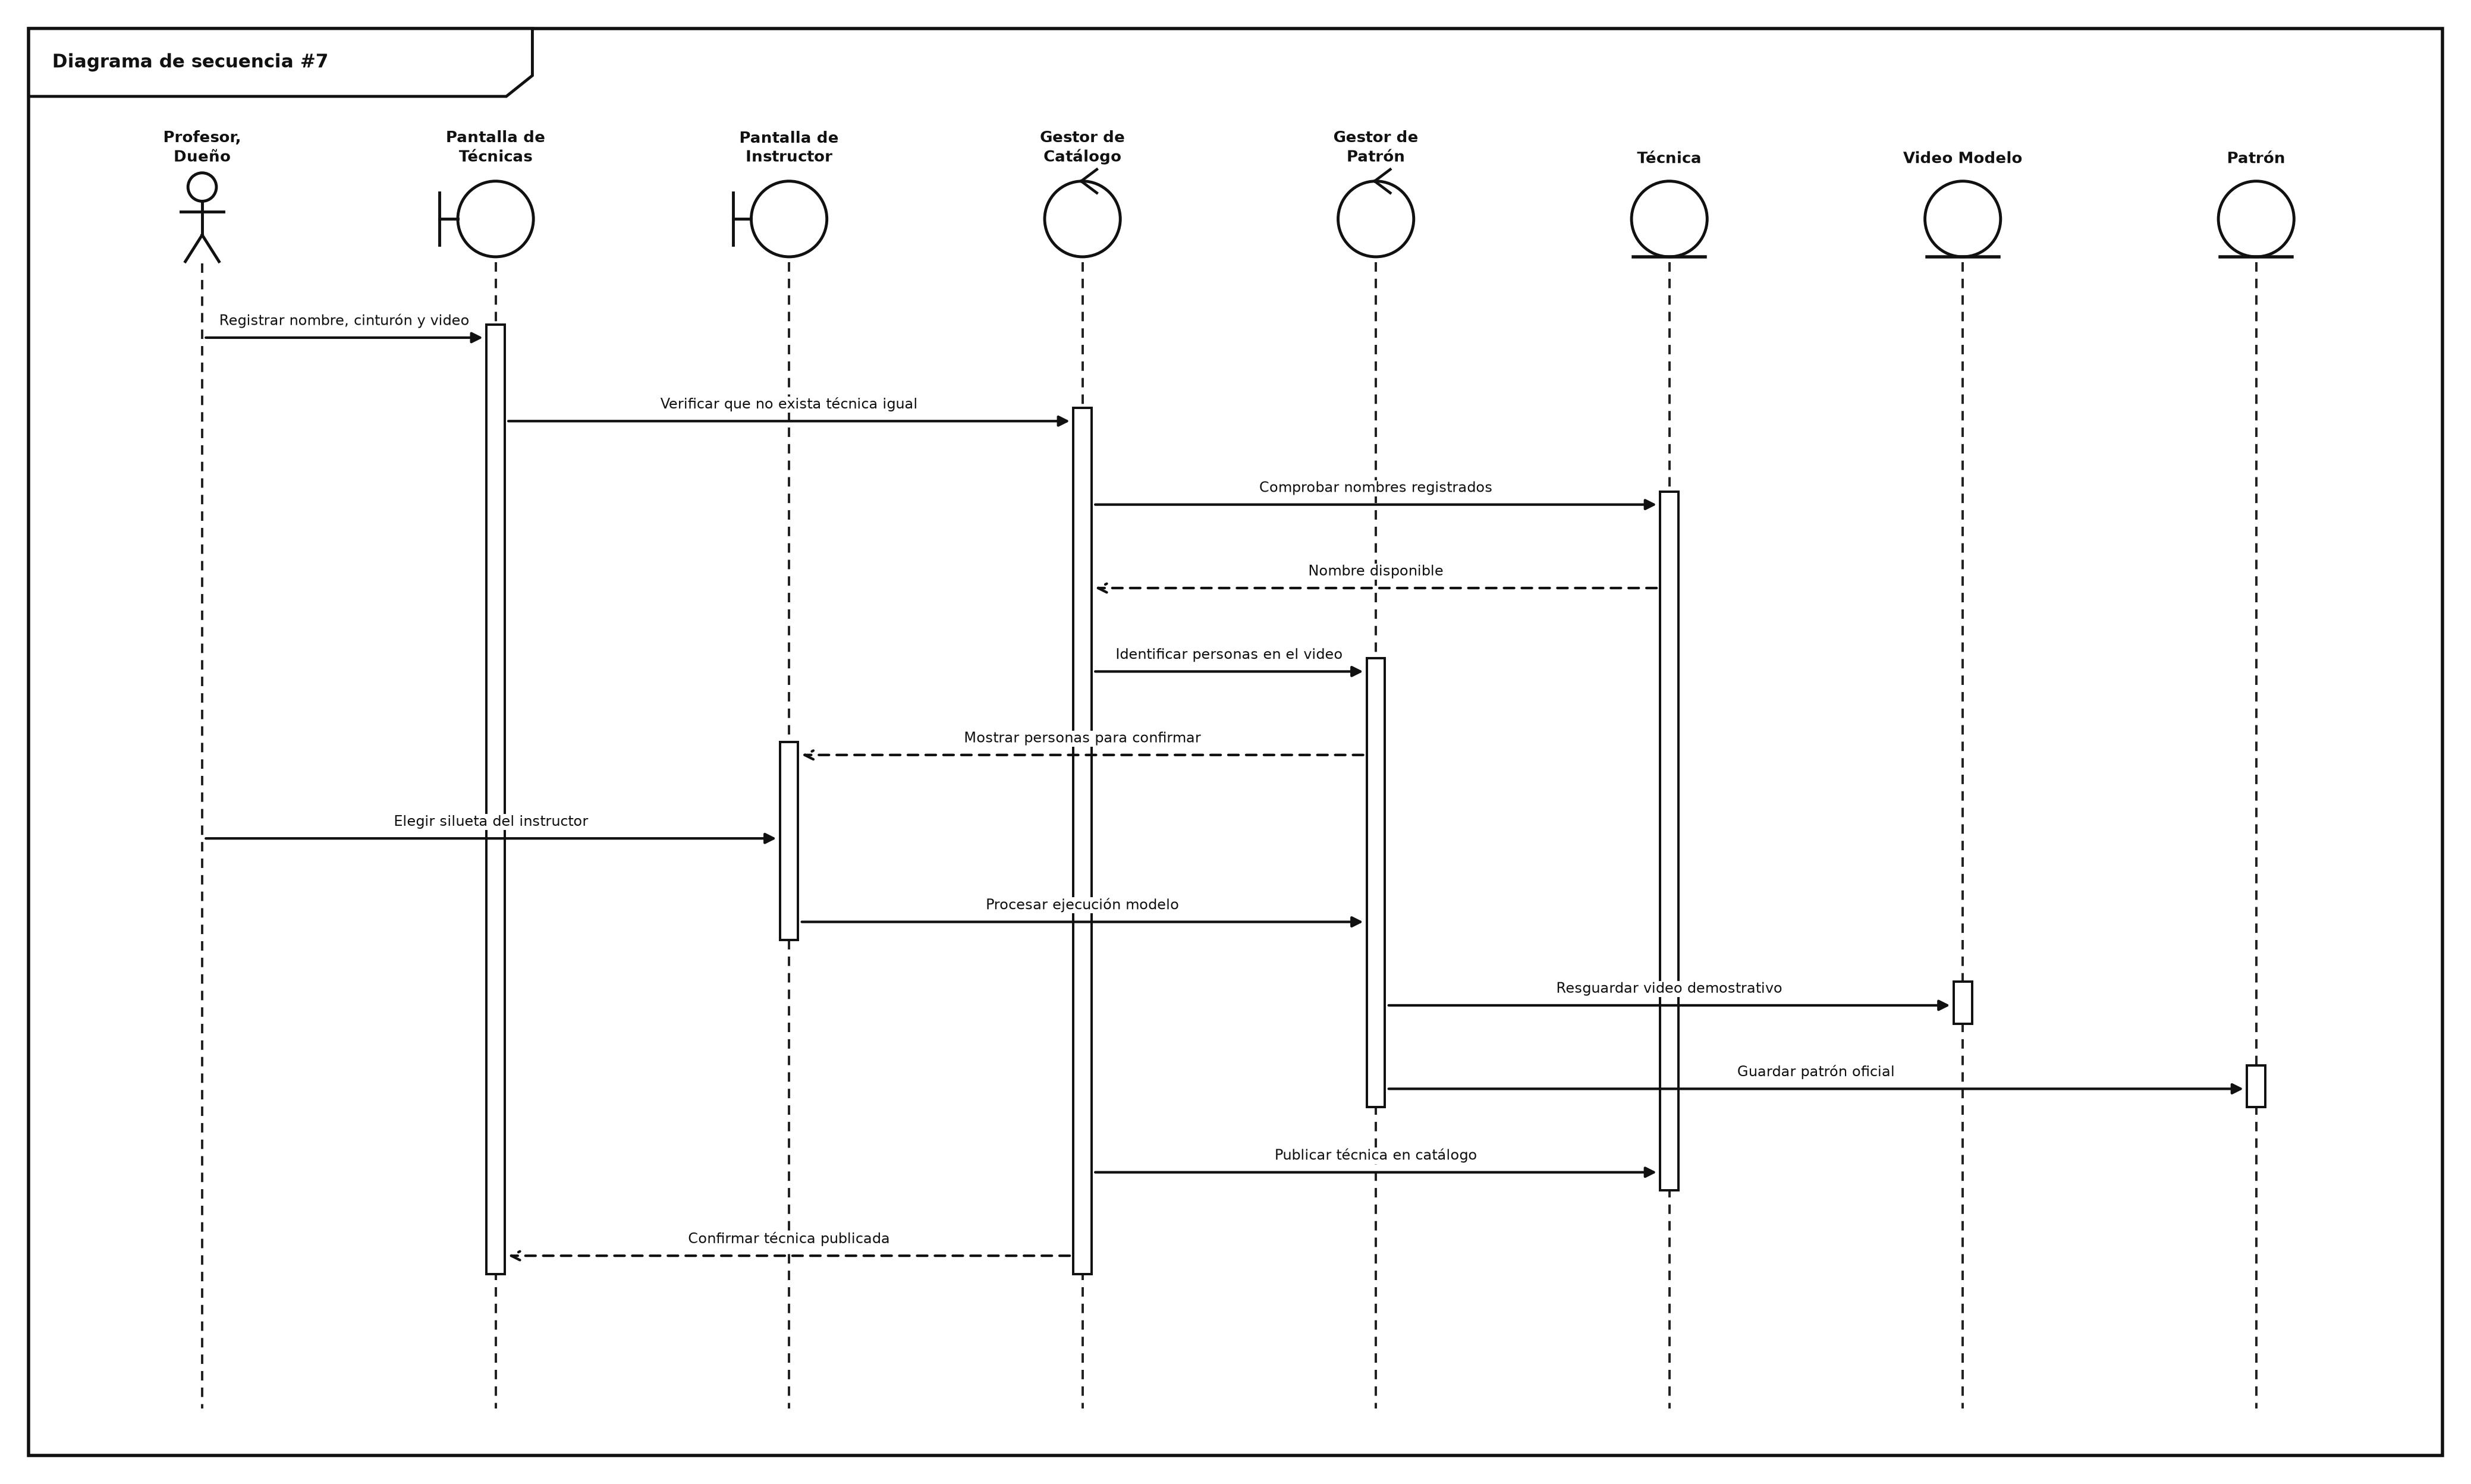 Diagrama de secuencia #7
Profesor,
Dueño
Pantalla de
Técnicas
Pantalla de
Instructor
Gestor de
Catálogo
Gestor de
Patrón
Técnica
Video Modelo
Patrón
Registrar nombre, cinturón y video
Verificar que no exista técnica igual
Comprobar nombres registrados
Nombre disponible
Identificar personas en el video
Mostrar personas para confirmar
Elegir silueta del instructor
Procesar ejecución modelo
Resguardar video demostrativo
Guardar patrón oficial
Publicar técnica en catálogo
Confirmar técnica publicada